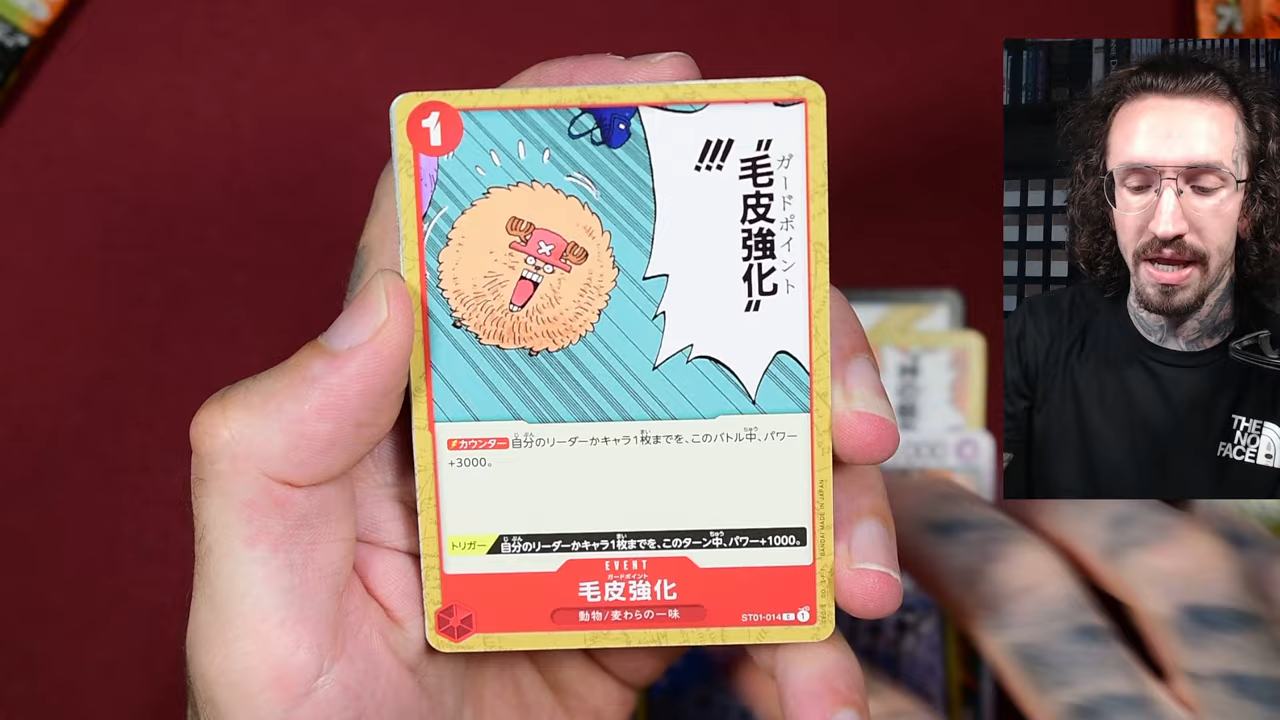 1
!!!
"毛皮強化"
ガードポイント
カウンター 自分のリーダーかキャラ1枚までを、このバトル中、パワー
+3000。
トリガー 自分のリーダーかキャラ1枚までを、このターン中、パワー+1000。
EVENT
ガードポイント
毛皮強化
動物/麦わらの一味
ST01-014 C 1
BANDAI MADE IN JAPAN
THE
NO
FACE